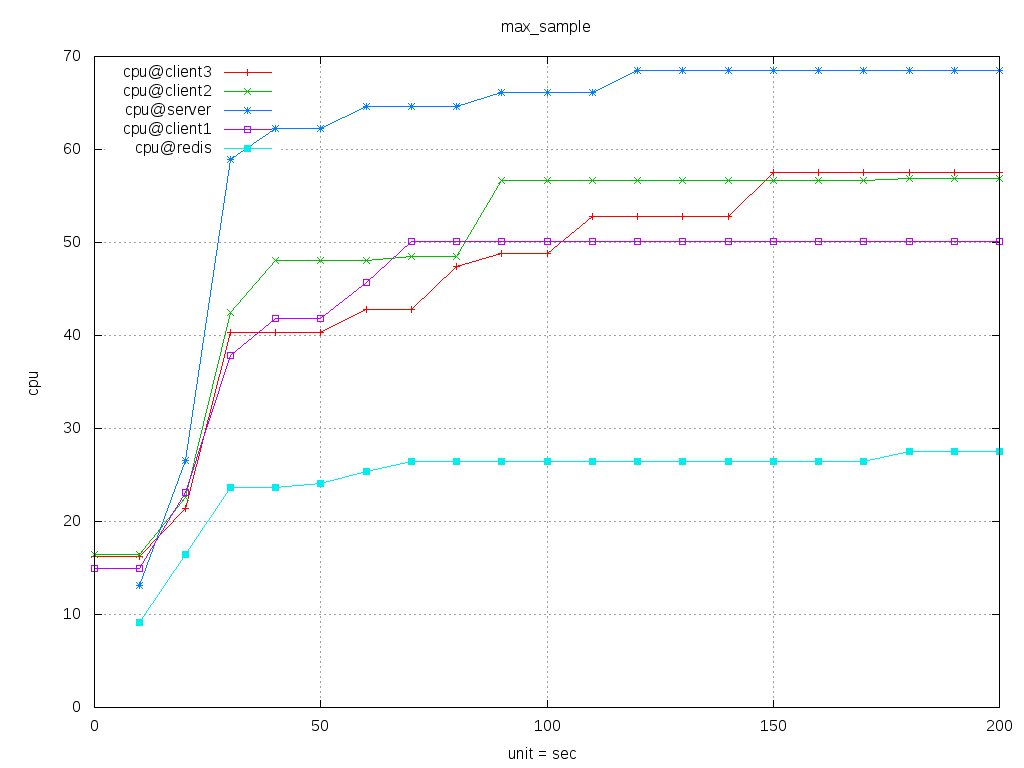 max_sample
70
60
50
40
30
20
10
0
cpu@client3
cpu@client2
cpu@server
cpu@client1
cpu@redis
cpu
0 50 100 150 200
unit = sec